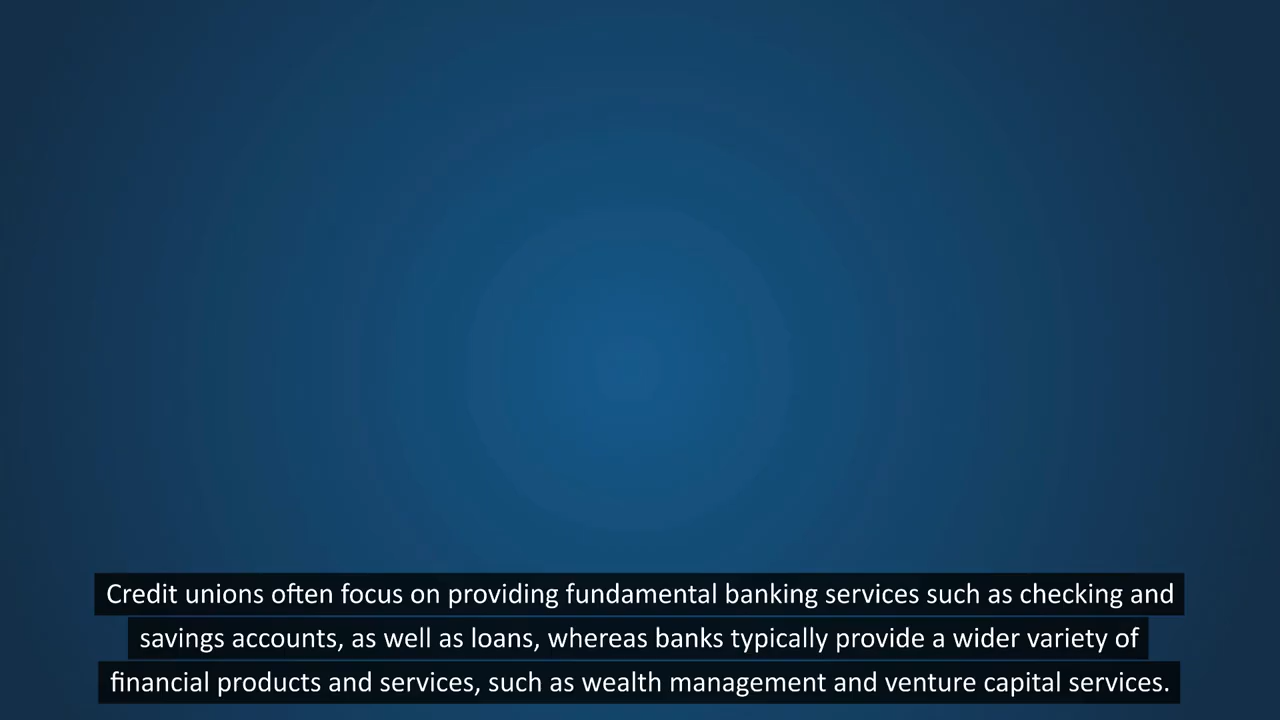 Credit unions often focus on providing fundamental banking services such as checking and
savings accounts, as well as loans, whereas banks typically provide a wider variety of
financial products and services, such as wealth management and venture capital services.